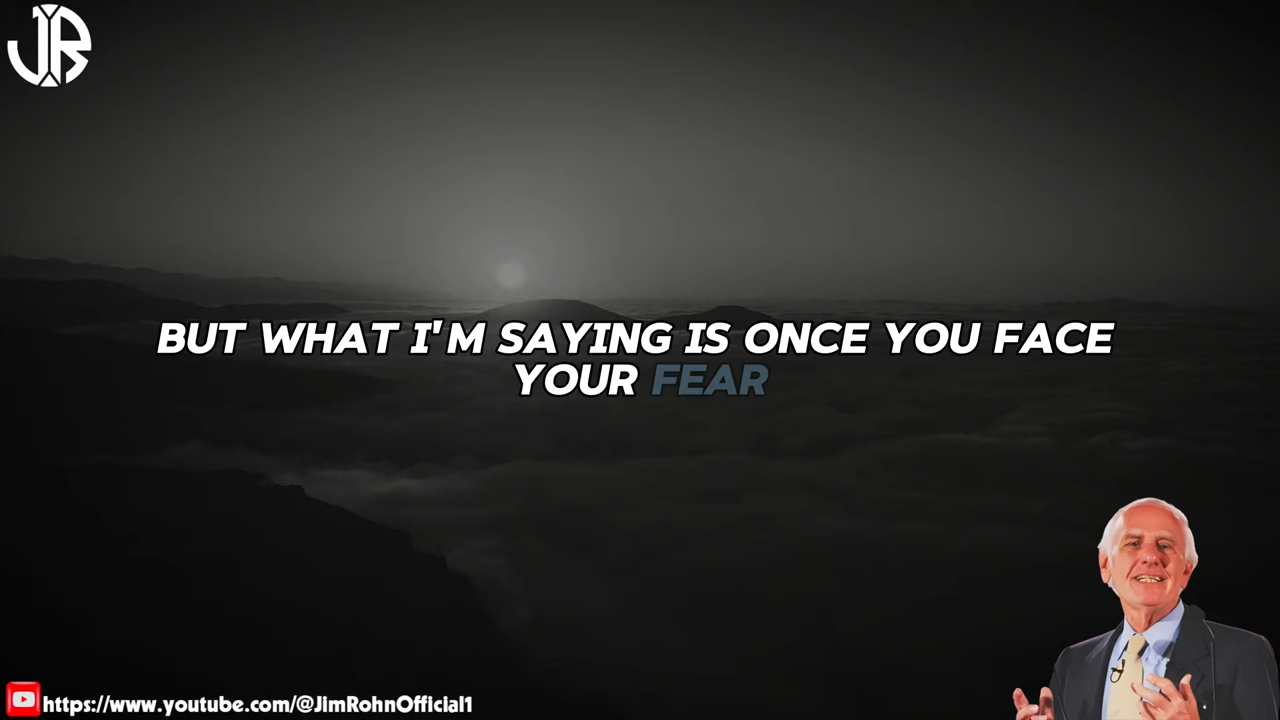 JR
BUT WHAT I'M SAYING IS ONCE YOU FACE
YOUR FEAR
https://www.youtube.com/@JimRohnOfficial1